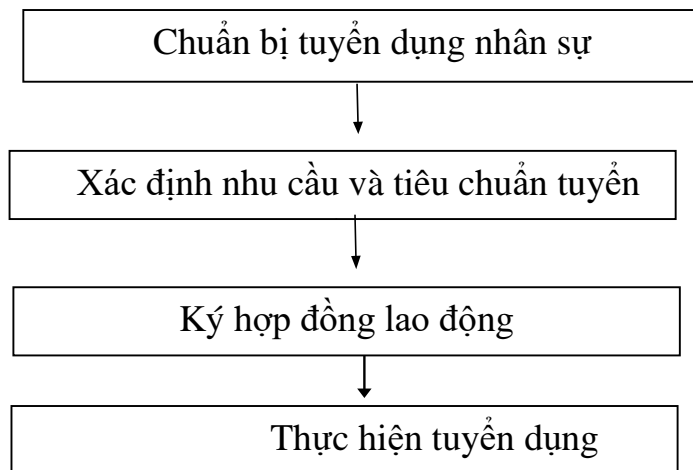 Chuẩn bị tuyển dụng nhân sự
Xác định nhu cầu và tiêu chuẩn tuyển
Ký hợp đồng lao động
Thực hiện tuyển dụng